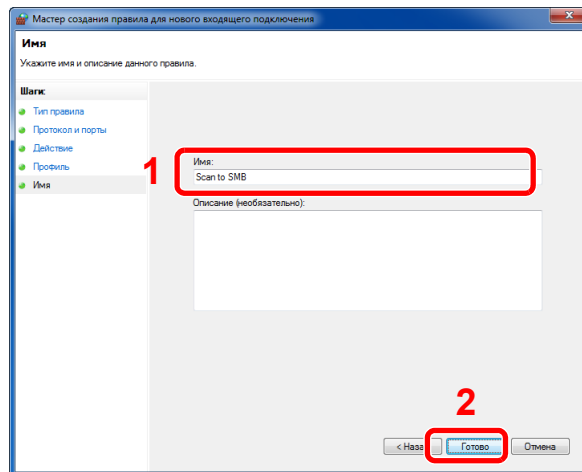 Мастер создания правила для нового входящего подключения
Имя
Укажите имя и описание данного правила.
Шаги:
Тип правила
Протокол и порты
Действие
Профиль
Имя
1
Имя:
Scan to SMB
Описание (необязательно):
2
< Наза
Готово
Отмена